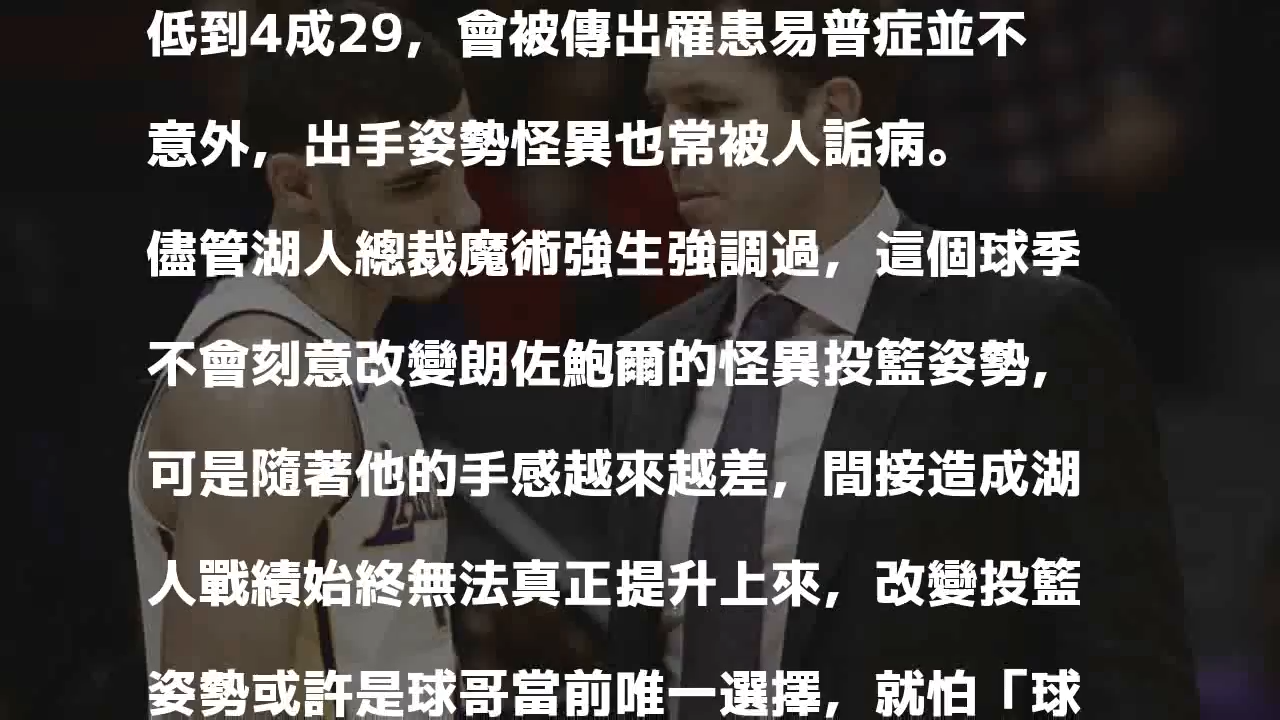 低到4成29，會被傳出罹患易普症並不
意外，出手姿勢怪異也常被人詬病。
儘管湖人總裁魔術強生強調過，這個球季
不會刻意改變朗佐鮑爾的怪異投籃姿勢，
可是隨著他的手感越來越差，間接造成湖
人戰績始終無法真正提升上來，改變投籃
姿勢或許是球哥當前唯一選擇，就怕「球